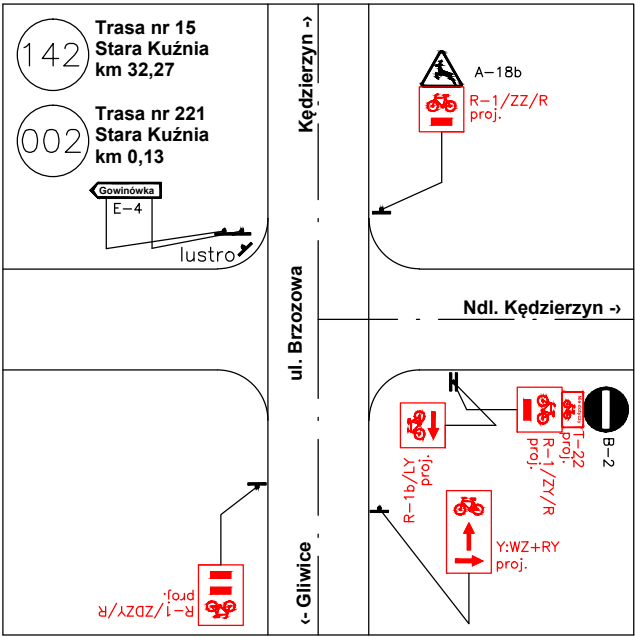 142
Trasa nr 15
Stara Kuźnia
km 32,27
002
Trasa nr 221
Stara Kuźnia
km 0,13
Gowinówka
E-4
lustro
Kędzierzyn ->
A-18b
R-1/ZZ/R
proj.
ul. Brzozowa
Ndl. Kędzierzyn ->
B-2
T-22
proj.
R-1/ZY/R
proj.
R-1b/LY
proj.
Y:WZ+RY
proj.
<- Gliwice
R-1/ZDZY/R
proj.